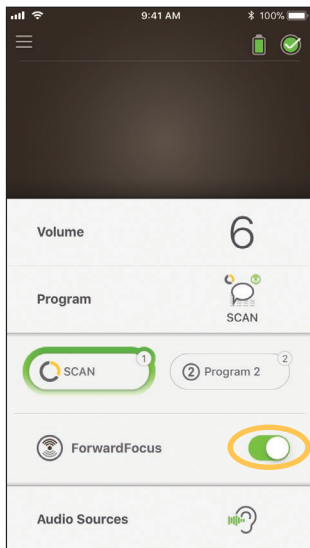 9:41 AM 100%
Volume 6
Program
SCAN
SCAN 1 2 Program 2 2
ForwardFocus
Audio Sources